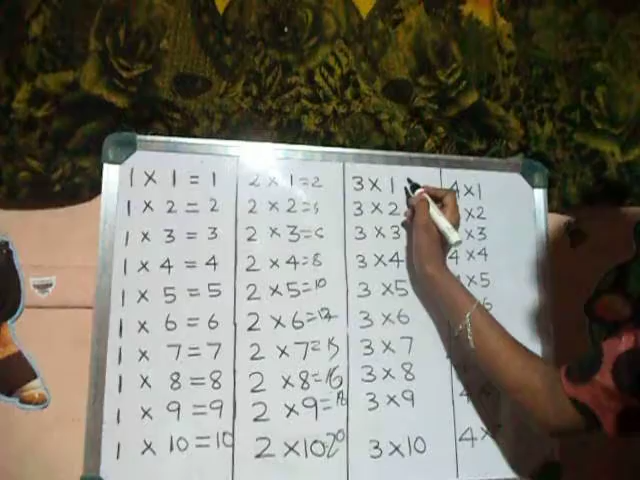 1 × 1 = 1
1 × 2 = 2
1 × 3 = 3
1 × 4 = 4
1 × 5 = 5
1 × 6 = 6
1 × 7 = 7
1 × 8 = 8
1 × 9 = 9
1 × 10 = 10
2 × 1 = 2
2 × 2 =
2 × 3 = 6
2 × 4 = 8
2 × 5 = 10
2 × 6 = 12
2 × 7 =
2 × 8 = 16
2 × 9 = 18
2 × 10 = 20
3 × 1
3 × 2
3 × 3
3 × 4
3 × 5
3 × 6
3 × 7
3 × 8
3 × 9
3 × 10
4 × 1
× 2
× 3
4 × 4
× 5
6
4 ×